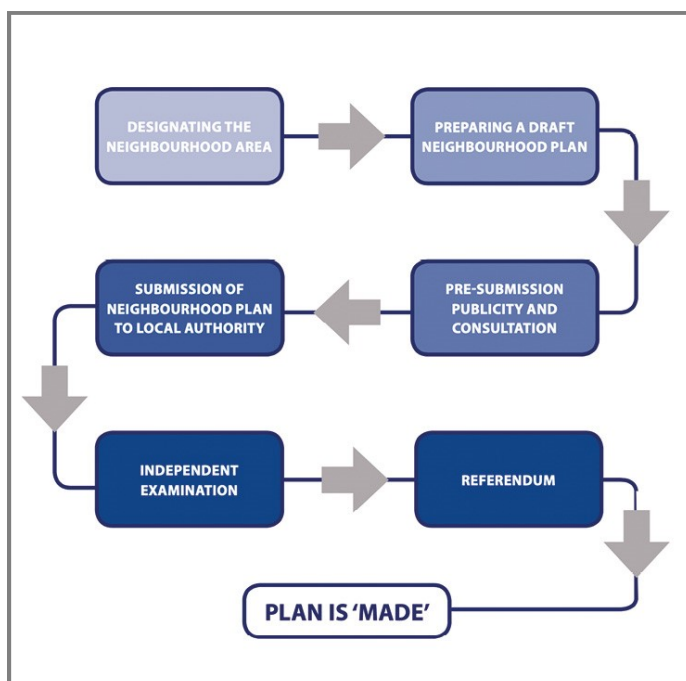 DESIGNATING THE
NEIGHBOURHOOD AREA
PREPARING A DRAFT
NEIGHBOURHOOD PLAN
PRE-SUBMISSION
PUBLICITY AND
CONSULTATION
SUBMISSION OF
NEIGHBOURHOOD PLAN
TO LOCAL AUTHORITY
INDEPENDENT
EXAMINATION
REFERENDUM
PLAN IS ‘MADE’